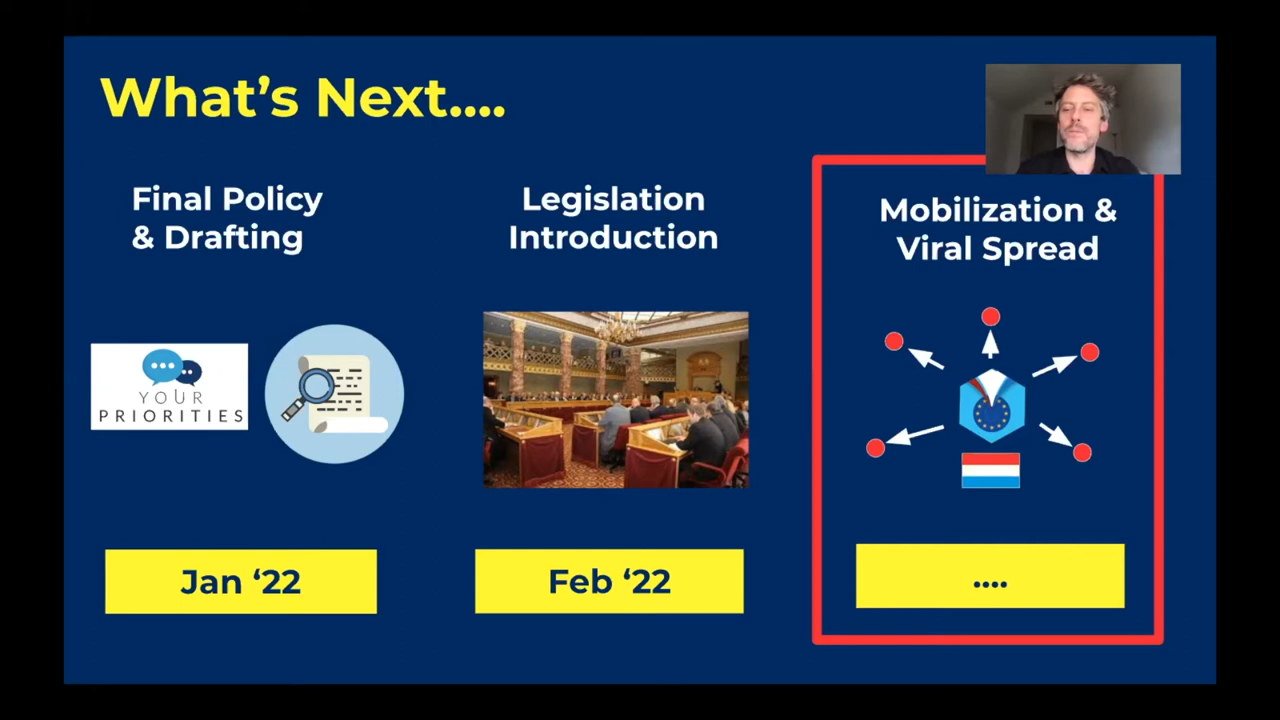 What's Next....
Final Policy
& Drafting
Legislation
Introduction
Mobilization &
Viral Spread
YOUR
PRIORITIES
Jan ‘22
Feb ‘22
....